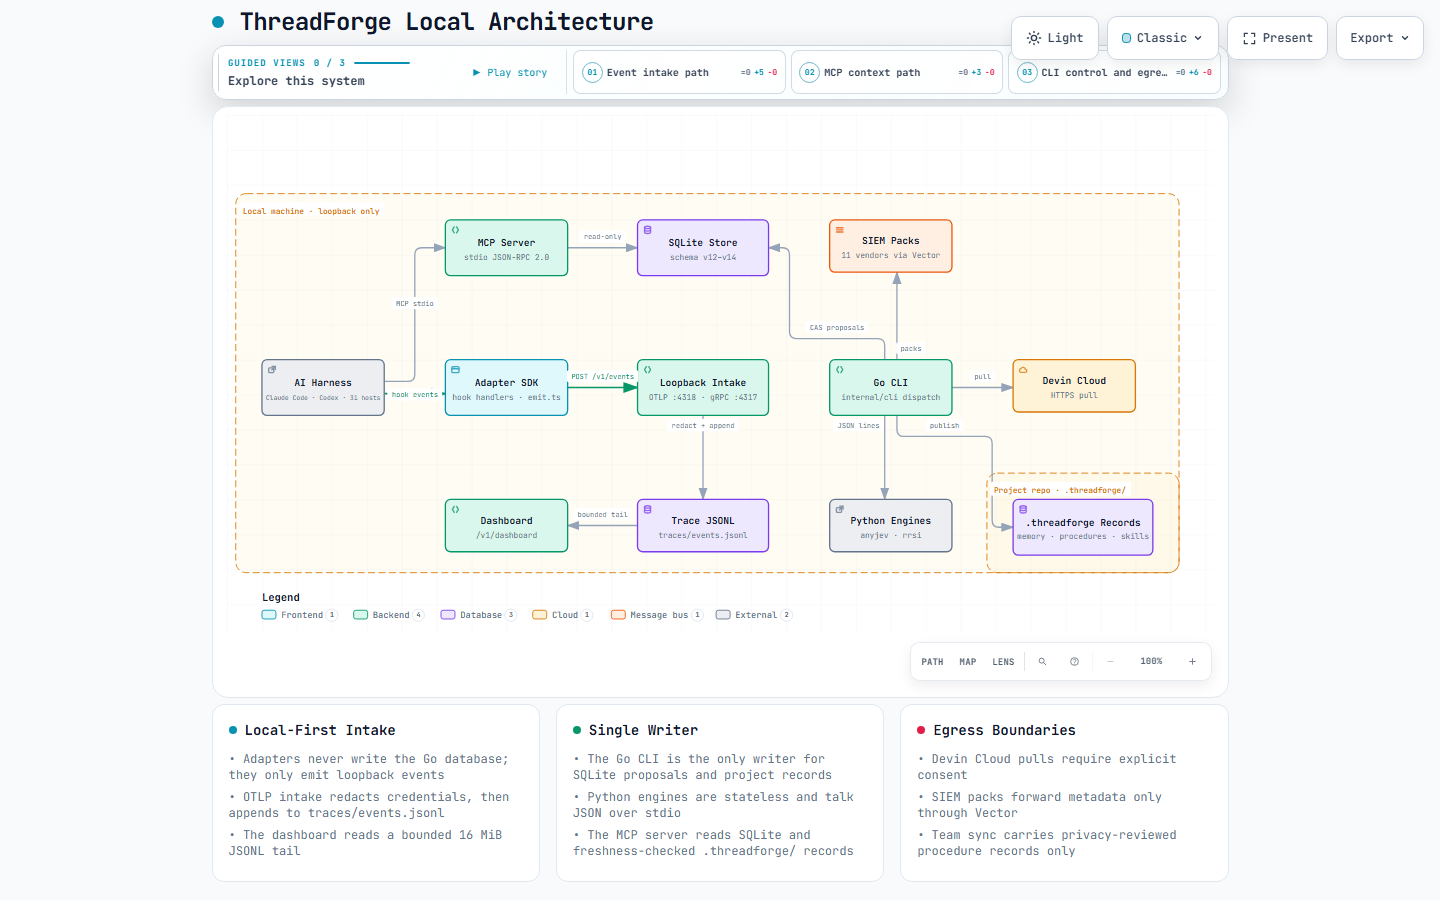 ThreadForge Local Architecture
Light
Classic
Present
Export
GUIDED VIEWS 0 / 3
Explore this system
▶ Play story
01 Event intake path =0 +5 -0
02 MCP context path =0 +3 -0
03 CLI control and egre… =0 +6 -0
Local machine · loopback only
MCP Server
stdio JSON-RPC 2.0
read-only
SQLite Store
schema v12–v14
SIEM Packs
11 vendors via Vector
MCP stdio
CAS proposals
packs
AI Harness
Claude Code · Codex · 31 hosts
hook events
Adapter SDK
hook handlers · emit.ts
POST /v1/events
Loopback Intake
OTLP :4318 · gRPC :4317
Go CLI
internal/cli dispatch
pull
Devin Cloud
HTTPS pull
redact + append
JSON lines
publish
Project repo · .threadforge/
Dashboard
/v1/dashboard
bounded tail
Trace JSONL
traces/events.jsonl
Python Engines
anyjev · rrsi
.threadforge Records
memory · procedures · skills
Legend
Frontend 1
Backend 4
Database 3
Cloud 1
Message bus 1
External 2
PATH
MAP
LENS
−
100%
+
Local-First Intake
• Adapters never write the Go database;
they only emit loopback events
• OTLP intake redacts credentials, then
appends to traces/events.jsonl
• The dashboard reads a bounded 16 MiB
JSONL tail
Single Writer
• The Go CLI is the only writer for
SQLite proposals and project records
• Python engines are stateless and talk
JSON over stdio
• The MCP server reads SQLite and
freshness-checked .threadforge/ records
Egress Boundaries
• Devin Cloud pulls require explicit
consent
• SIEM packs forward metadata only
through Vector
• Team sync carries privacy-reviewed
procedure records only